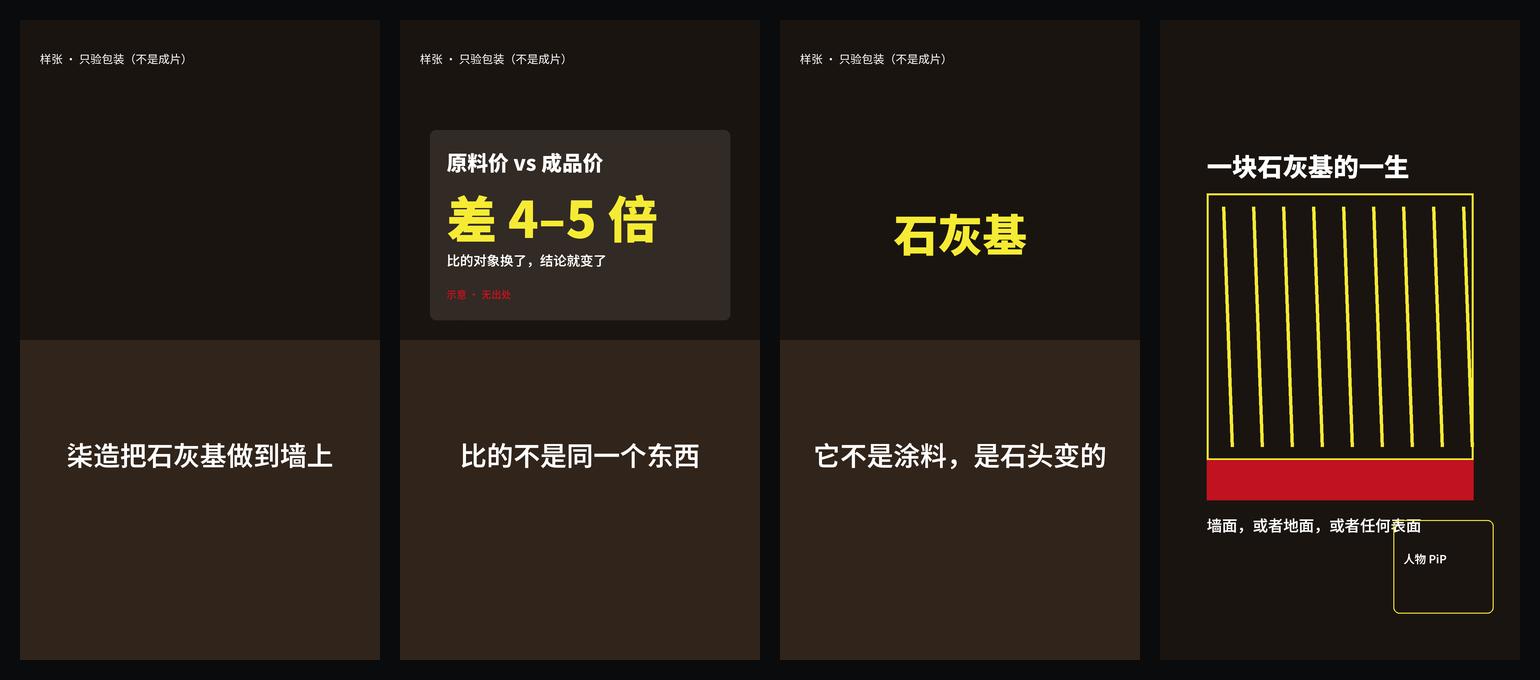 样张 · 只验包装（不是成片）
柒造把石灰基做到墙上
样张 · 只验包装（不是成片）
原料价 vs 成品价
差 4–5 倍
比的对象换了，结论就变了
示意 · 无出处
比的不是同一个东西
样张 · 只验包装（不是成片）
石灰基
它不是涂料，是石头变的
一块石灰基的一生
墙面，或者地面，或者任何表面
人物 PiP